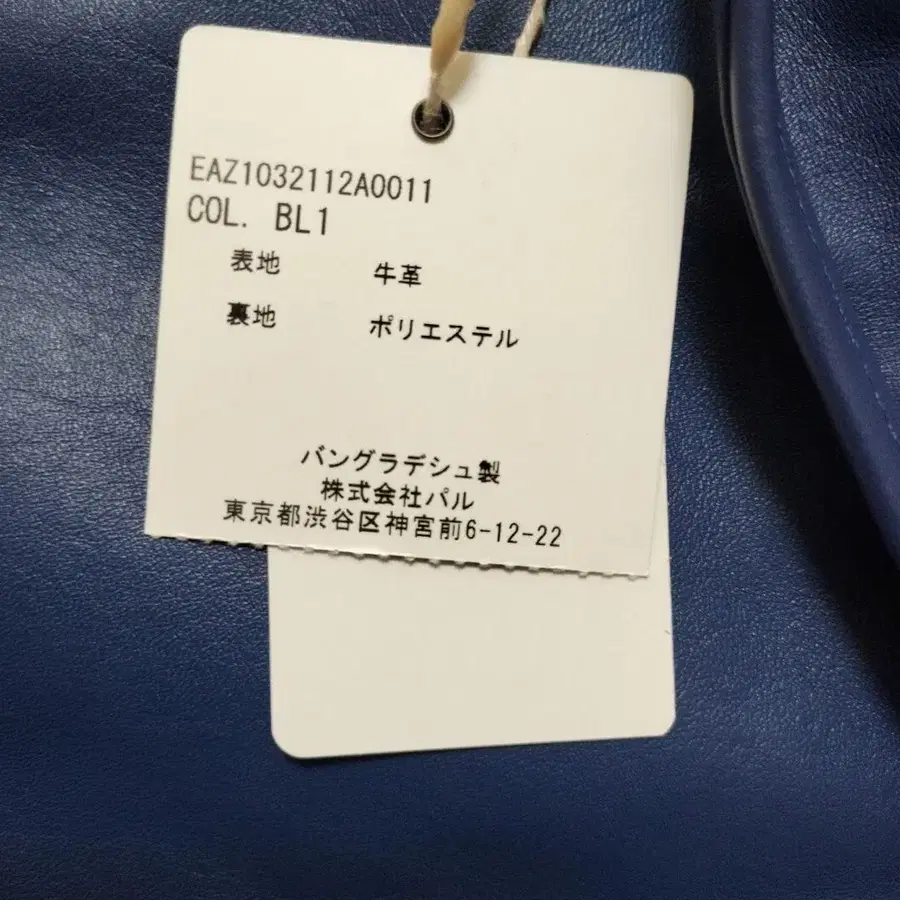 EAZ1032112A0011
COL. BL1
表地 牛革
裏地 ポリエステル
バングラデシュ製
株式会社パル
東京都渋谷区神宮前6-12-22